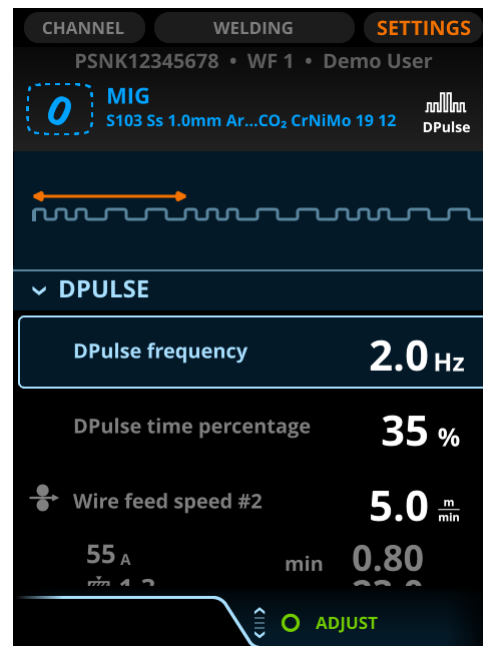 CHANNEL WELDING SETTINGS
PSNK12345678 • WF 1 • Demo User
0 MIG
S103 Ss 1.0mm Ar...CO₂ CrNiMo 19 12 DPulse
DPULSE
DPulse frequency 2.0 Hz
DPulse time percentage 35 %
Wire feed speed #2 5.0 m/min
55 A min 0.80
ADJUST